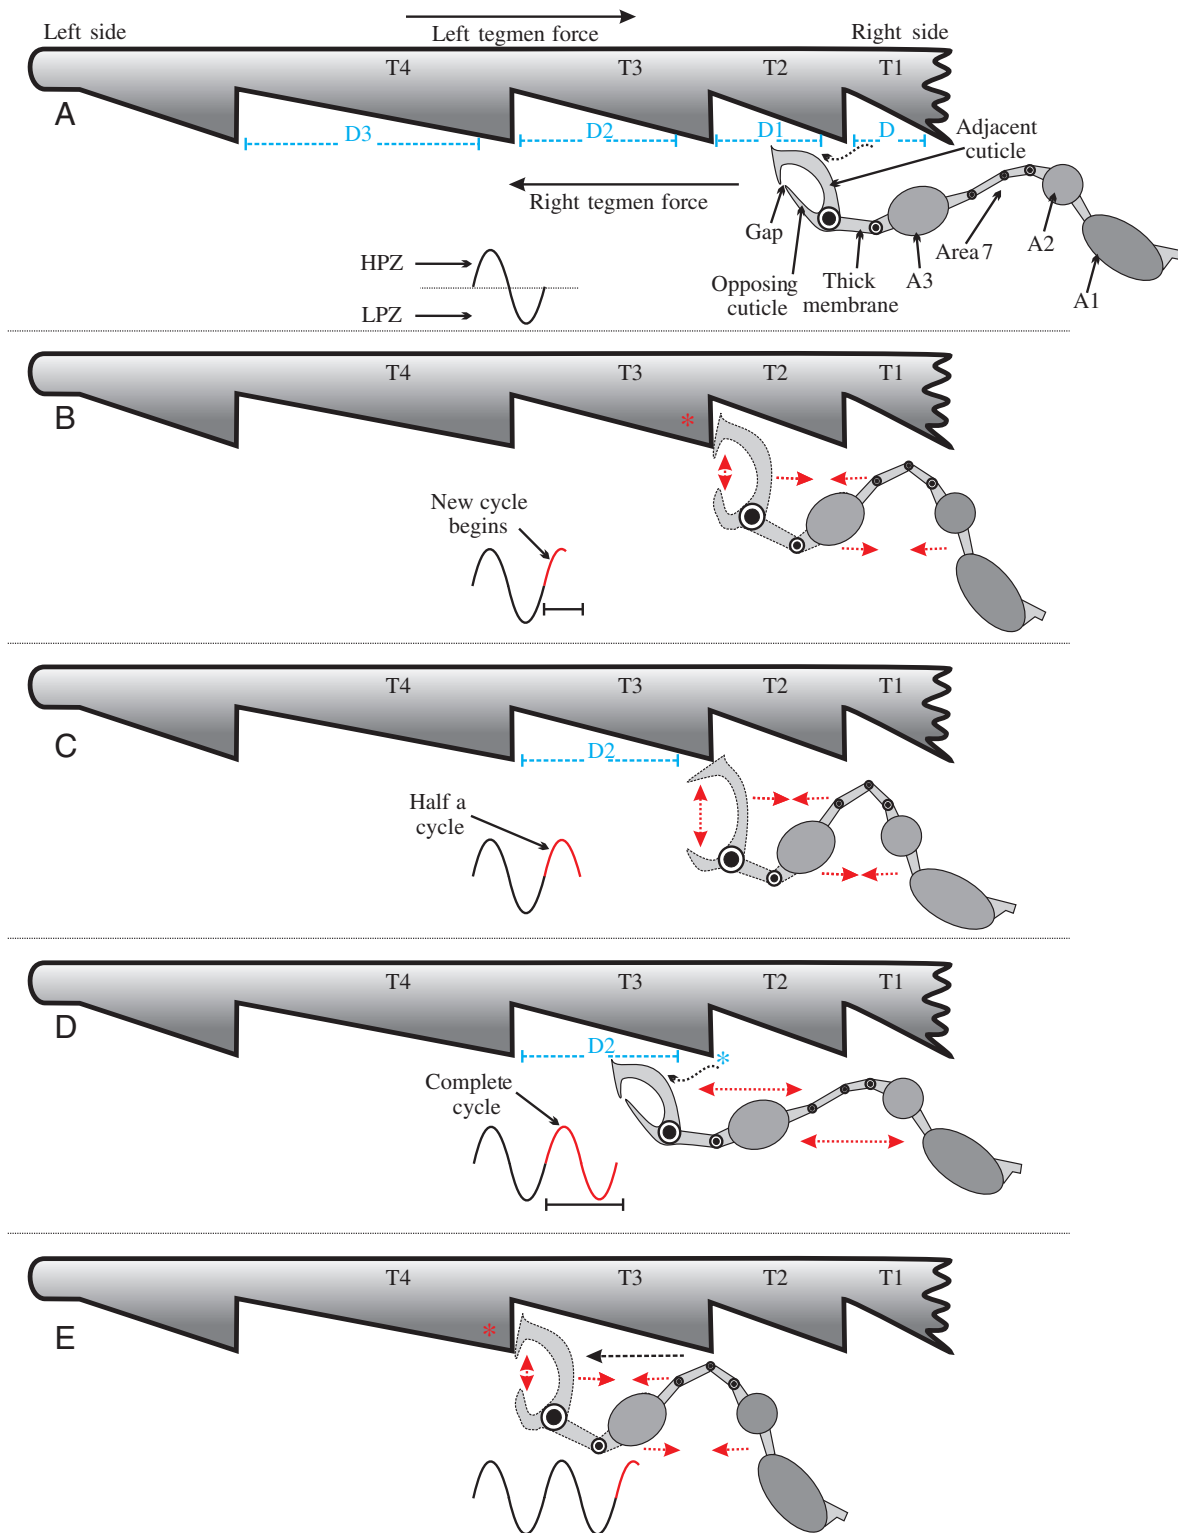 Left side
Left tegmen force
Right side
T4
T3
T2
T1
A
D3
D2
D1
D
Adjacent
cuticle
Right tegmen force
Gap
Opposing
cuticle
Thick
membrane
A3
Area 7
A2
A1
HPZ
LPZ
T4
T3
T2
T1
B
*
New cycle
begins
T4
T3
T2
T1
C
D2
Half a
cycle
T4
T3
T2
T1
D
D2
*
Complete
cycle
T4
T3
T2
T1
E
*